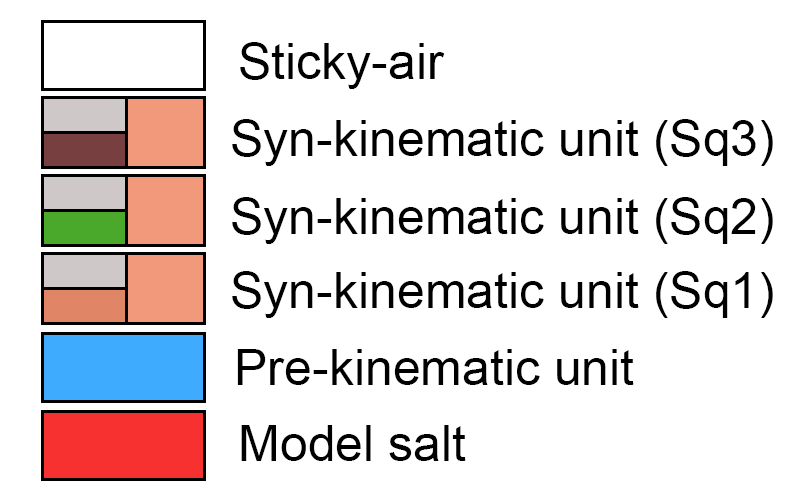 Sticky-air
Syn-kinematic unit (Sq3)
Syn-kinematic unit (Sq2)
Syn-kinematic unit (Sq1)
Pre-kinematic unit
Model salt